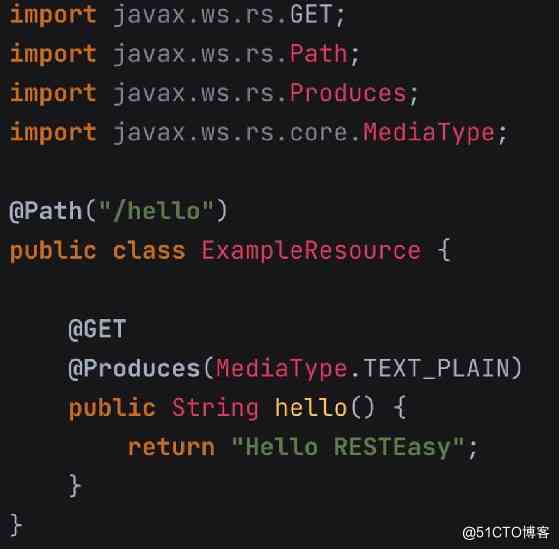 import javax.ws.rs.GET;
import javax.ws.rs.Path;
import javax.ws.rs.Produces;
import javax.ws.rs.core.MediaType;
@Path("/hello")
public class ExampleResource {
@GET
@Produces(MediaType.TEXT_PLAIN)
public String hello() {
return "Hello RESTEasy";
}
}
@51CTO博客